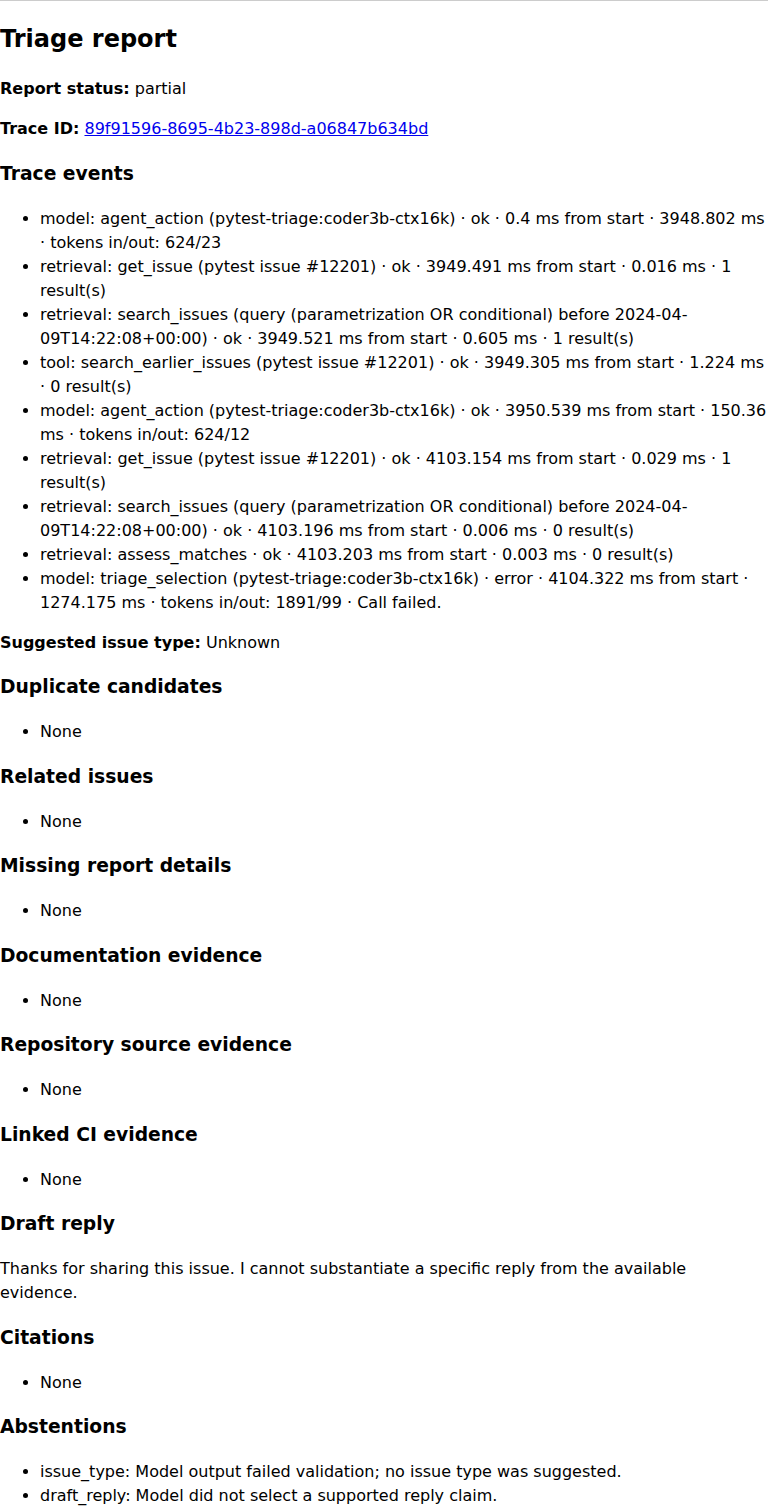 Triage report
Report status: partial
Trace ID: 89f91596-8695-4b23-898d-a06847b634bd
Trace events
• model: agent_action (pytest-triage:coder3b-ctx16k) · ok · 0.4 ms from start · 3948.802 ms
· tokens in/out: 624/23
• retrieval: get_issue (pytest issue #12201) · ok · 3949.491 ms from start · 0.016 ms · 1
result(s)
• retrieval: search_issues (query (parametrization OR conditional) before 2024-04-
09T14:22:08+00:00) · ok · 3949.521 ms from start · 0.605 ms · 1 result(s)
• tool: search_earlier_issues (pytest issue #12201) · ok · 3949.305 ms from start · 1.224 ms
· 0 result(s)
• model: agent_action (pytest-triage:coder3b-ctx16k) · ok · 3950.539 ms from start · 150.36
ms · tokens in/out: 624/12
• retrieval: get_issue (pytest issue #12201) · ok · 4103.154 ms from start · 0.029 ms · 1
result(s)
• retrieval: search_issues (query (parametrization OR conditional) before 2024-04-
09T14:22:08+00:00) · ok · 4103.196 ms from start · 0.006 ms · 0 result(s)
• retrieval: assess_matches · ok · 4103.203 ms from start · 0.003 ms · 0 result(s)
• model: triage_selection (pytest-triage:coder3b-ctx16k) · error · 4104.322 ms from start ·
1274.175 ms · tokens in/out: 1891/99 · Call failed.
Suggested issue type: Unknown
Duplicate candidates
• None
Related issues
• None
Missing report details
• None
Documentation evidence
• None
Repository source evidence
• None
Linked CI evidence
• None
Draft reply
Thanks for sharing this issue. I cannot substantiate a specific reply from the available
evidence.
Citations
• None
Abstentions
• issue_type: Model output failed validation; no issue type was suggested.
• draft_reply: Model did not select a supported reply claim.